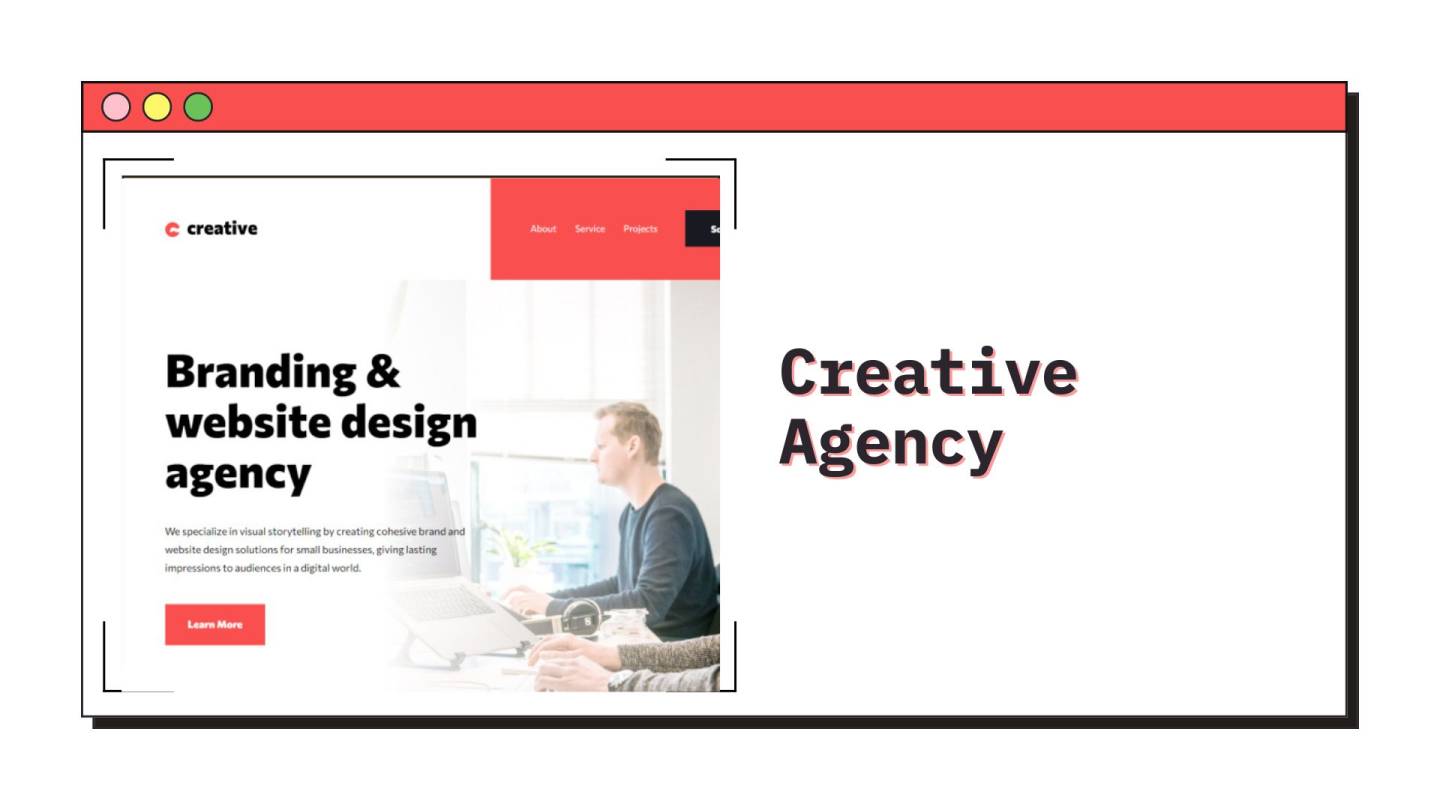 creative
About Service Projects
Branding &
website design
agency
We specialize in visual storytelling by creating cohesive brand and
website design solutions for small businesses, giving lasting
impressions to audiences in a digital world.
Learn More
Creative
Agency